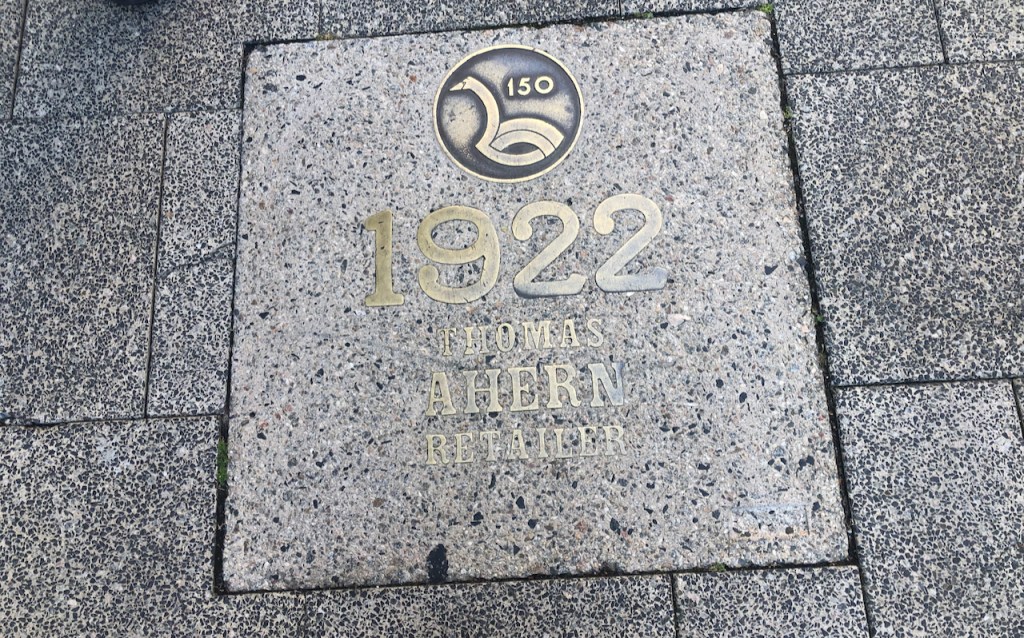 150
1922
THOMAS
AHERN
RETAILER